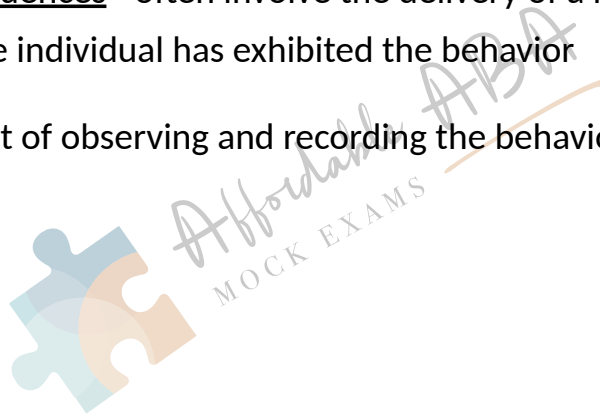 often involve the delivery of a
individual has exhibited the behavior
of observing and recording the
Affordable ABA
MOCK EXAMS